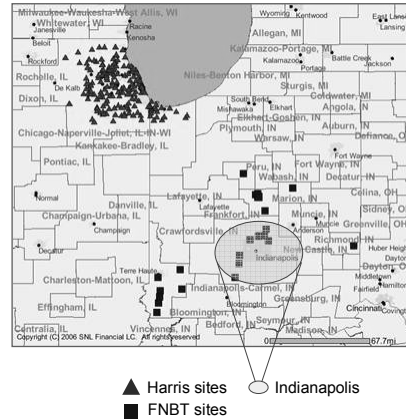 Milwaukee-Waukesha-West Allis, WI
Whitewater, WI
Racine
Janesville
Kenosha
Beloit
Rockford
Rochelle, IL
De Kalb
Dixon, IL
Chicago-Naperville-Joliet, IL-IN-WI
Kankakee-Bradley, IL
Pontiac, IL
Normal
Danville, IL
Champaign-Urbana, IL
Champaign
Decatur
Charleston-Mattoon, IL
Effingham, IL
Centralia, IL
Wyoming
Kentwood
East Lansing
Lansing
Allegan, MI
Kalamazoo-Portage, MI
Kalamazoo
Battle Creek
Jackson
Portage
Niles-Benton Harbor, MI
Sturgis, MI
Coldwater, MI
South Bend
Mishawaka
Elkhart
Angola, IN
Elkhart-Goshen, IN
Plymouth, IN
Auburn, IN
Warsaw, IN
Defiance, O
Fort Wayne
Peru, IN
Fort Wayne, IN
Wabash, IN
Decatur, IN
Lafayette, IN
Marion, IN
Celina, OH
Lafayette
Frankfort, IN
Muncie
Sidney, O
Muncie, IN
Greenville, OH
Crawfordsville, IN
Anderson
Richmond, IN
New Castle, IN
Huber Heigh
Indianapolis
Dayton
Dayton,
Terre Haute
Middletown
Indianapolis-Carmel, IN
Hamilton
Fairfield
Bloomington
Greensburg, IN
Cincinnati
Bloomington, IN
Seymour, IN
Covingt
Bedford, IN
Vincennes, IN
Madison, IN
Copyright (C) 2006 SNL Financial LC. All rights reserved
67.7mi
Harris sites
Indianapolis
FNBT sites